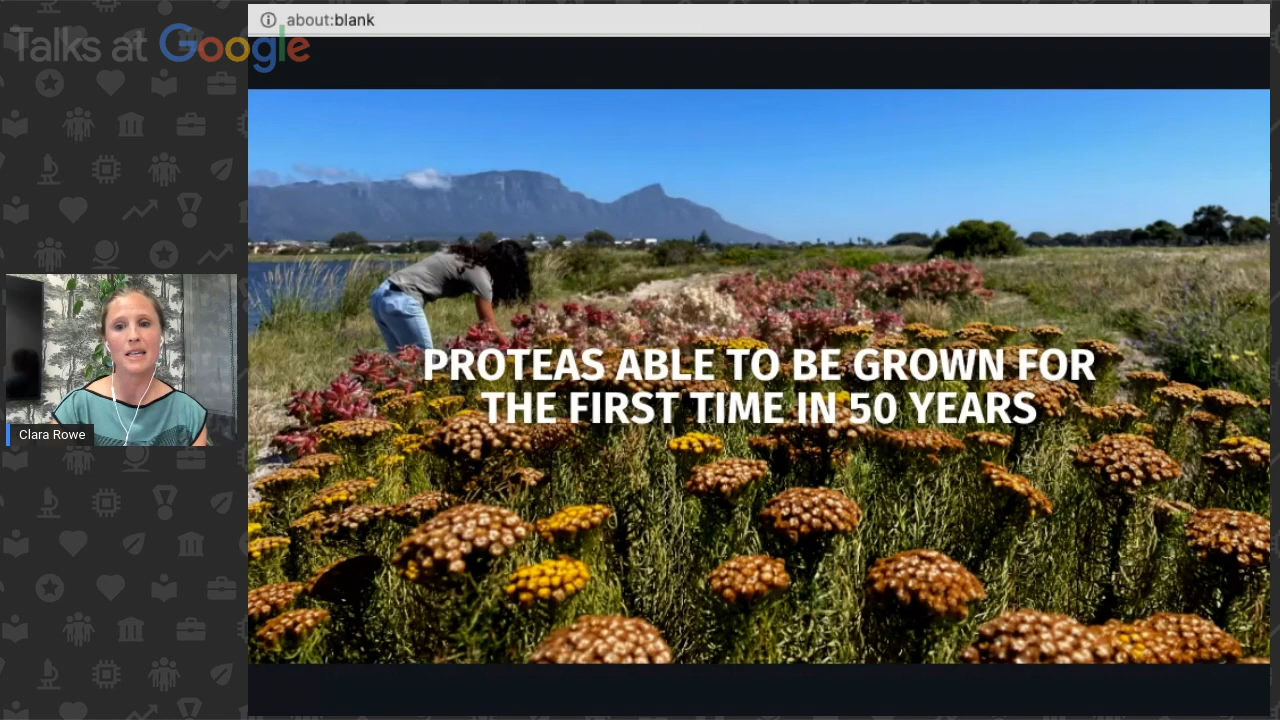 Talks at Google
about:blank
PROTEAS ABLE TO BE GROWN FOR
THE FIRST TIME IN 50 YEARS
Clara Rowe